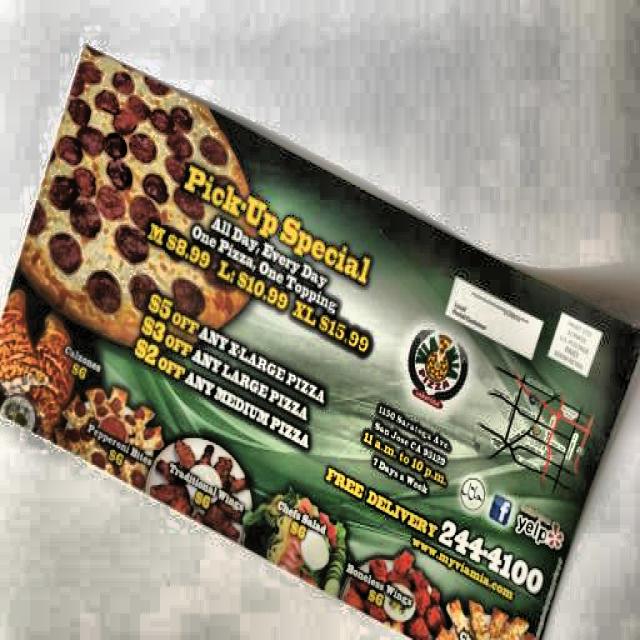 Pick-Up Special
All Day, Every Day
One Pizza, One Topping
M $8.99 L: $10.99 XL $15.99
$5 OFF ANY X-LARGE PIZZA
$3 OFF ANY LARGE PIZZA
$2 OFF ANY MEDIUM PIZZA
PIZZA
1130 Saratoga Ave
San Jose CA 95129
11 a.m. to 10 p.m.
7 Days a Week
FREE DELIVERY 244-4100
www.myviamia.com
f
yelp
Calzones
$6
Pepperoni
$6
Traditional Wings
$6
Chef Salad
$6
Boneless Wings
$6